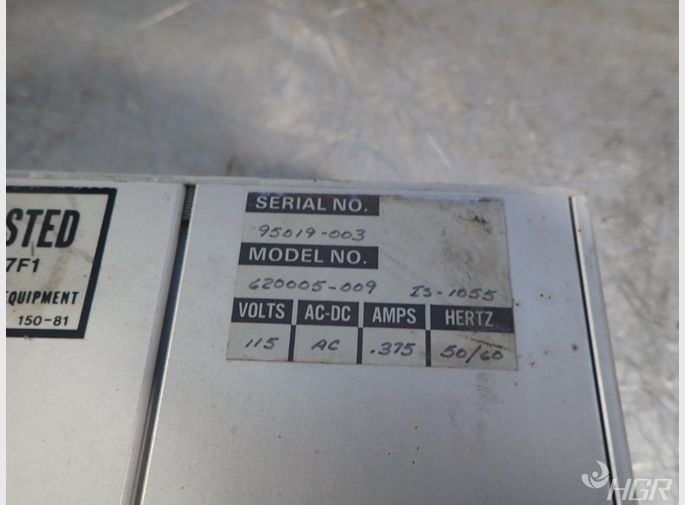 STED
7F1
EQUIPMENT
150-81
SERIAL NO.
95019-003
MODEL NO.
620005-009 IS-1055
VOLTS AC-DC AMPS HERTZ
115 AC .375 50/60
HGR